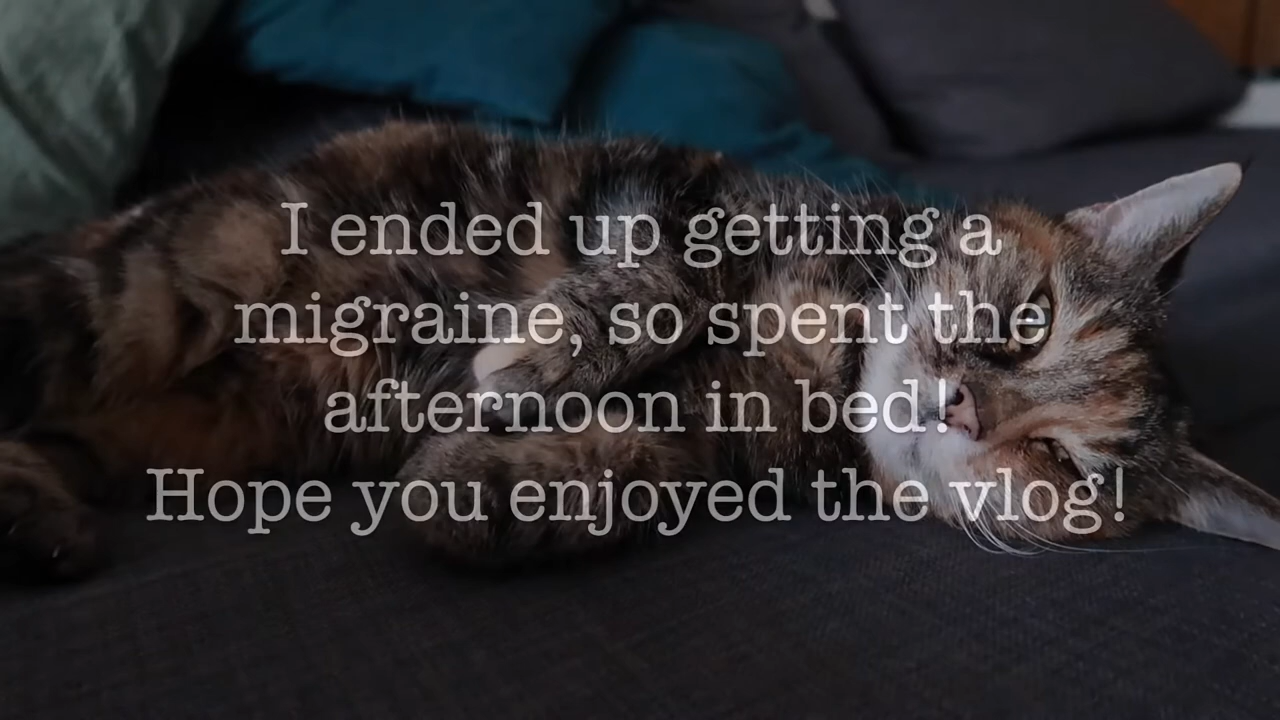 I ended up getting a
migraine, so spent the
afternoon in bed!
Hope you enjoyed the vlog!